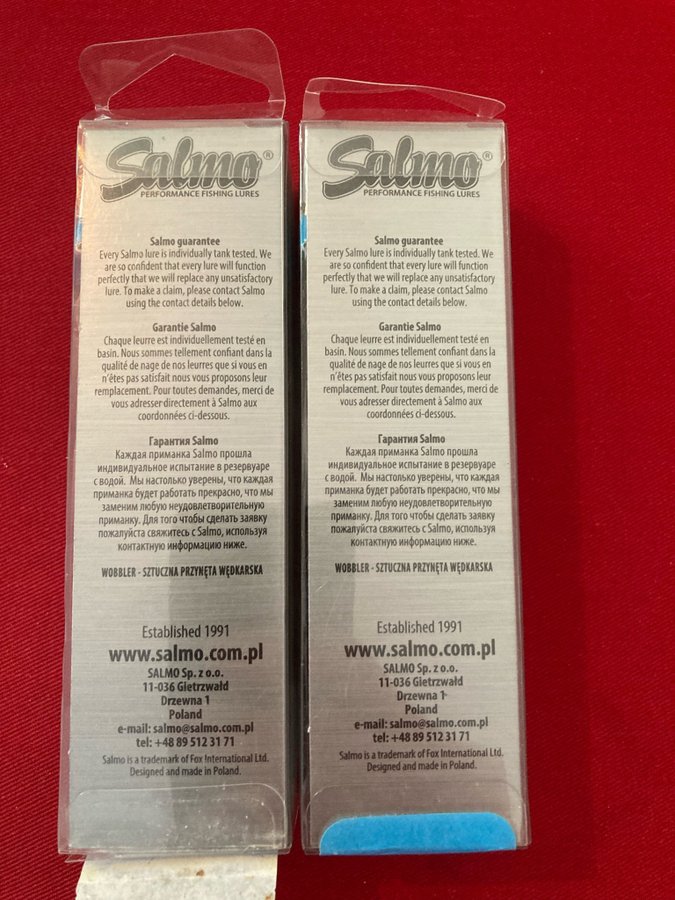 Salmo®
PERFORMANCE FISHING LURES
Salmo guarantee
Every Salmo lure is individually tank tested. We
are so confident that every lure will function
perfectly that we will replace any unsatisfactory
lure. To make a claim, please contact Salmo
using the contact details below.
Garantie Salmo
Chaque leurre est individuellement testé en
basin. Nous sommes tellement confiant dans la
qualité de nage de nos leurres que si vous en
n'êtes pas satisfait nous vous proposons leur
remplacement. Pour toutes demandes, merci de
vous adresser directement à Salmo aux
coordonnées ci-dessous.
Гарантия Salmo
Каждая приманка Salmo прошла
индивидуальное испытание в резервуаре
с водой. Мы настолько уверены, что каждая
приманка будет работать прекрасно, что мы
заменим любую неудовлетворительную
приманку. Для того чтобы сделать заявку
пожалуйста свяжитесь с Salmo, используя
контактную информацию ниже.
WOBBLER - SZTUCZNA PRZYNĘTA WĘDKARSKA
Established 1991
www.salmo.com.pl
SALMO Sp. z o.o.
11-036 Gietrzwałd
Drzewna 1
Poland
e-mail: salmo@salmo.com.pl
tel: +48 89 512 31 71
Salmo is a trademark of Fox International Ltd.
Designed and made in Poland.
Salmo®
PERFORMANCE FISHING LURES
Salmo guarantee
Every Salmo lure is individually tank tested. We
are so confident that every lure will function
perfectly that we will replace any unsatisfactory
lure. To make a claim, please contact Salmo
using the contact details below.
Garantie Salmo
Chaque leurre est individuellement testé en
basin. Nous sommes tellement confiant dans la
qualité de nage de nos leurres que si vous en
n'êtes pas satisfait nous vous proposons leur
remplacement. Pour toutes demandes, merci de
vous adresser directement à Salmo aux
coordonnées ci-dessous.
Гарантия Salmo
Каждая приманка Salmo прошла
индивидуальное испытание в резервуаре
с водой. Мы настолько уверены, что каждая
приманка будет работать прекрасно, что мы
заменим любую неудовлетворительную
приманку. Для того чтобы сделать заявку
пожалуйста свяжитесь с Salmo, используя
контактную информацию ниже.
WOBBLER - SZTUCZNA PRZYNĘTA WĘDKARSKA
Established 1991
www.salmo.com.pl
SALMO Sp. z o.o.
11-036 Gietrzwałd
Drzewna 1
Poland
e-mail: salmo@salmo.com.pl
tel: +48 89 512 31 71
Salmo is a trademark of Fox International Ltd.
Designed and made in Poland.